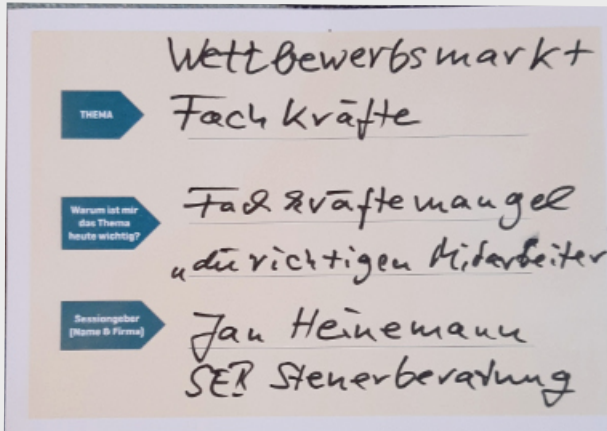 Wettbewerbsmarkt
THEMA
Fachkräfte
Warum ist mir
das Thema
heute wichtig?
Fachkräftemangel
„die richtigen Mitarbeiter
Sessiongeber
(Name & Firma)
Jan Heinemann
SER Steuerberatung